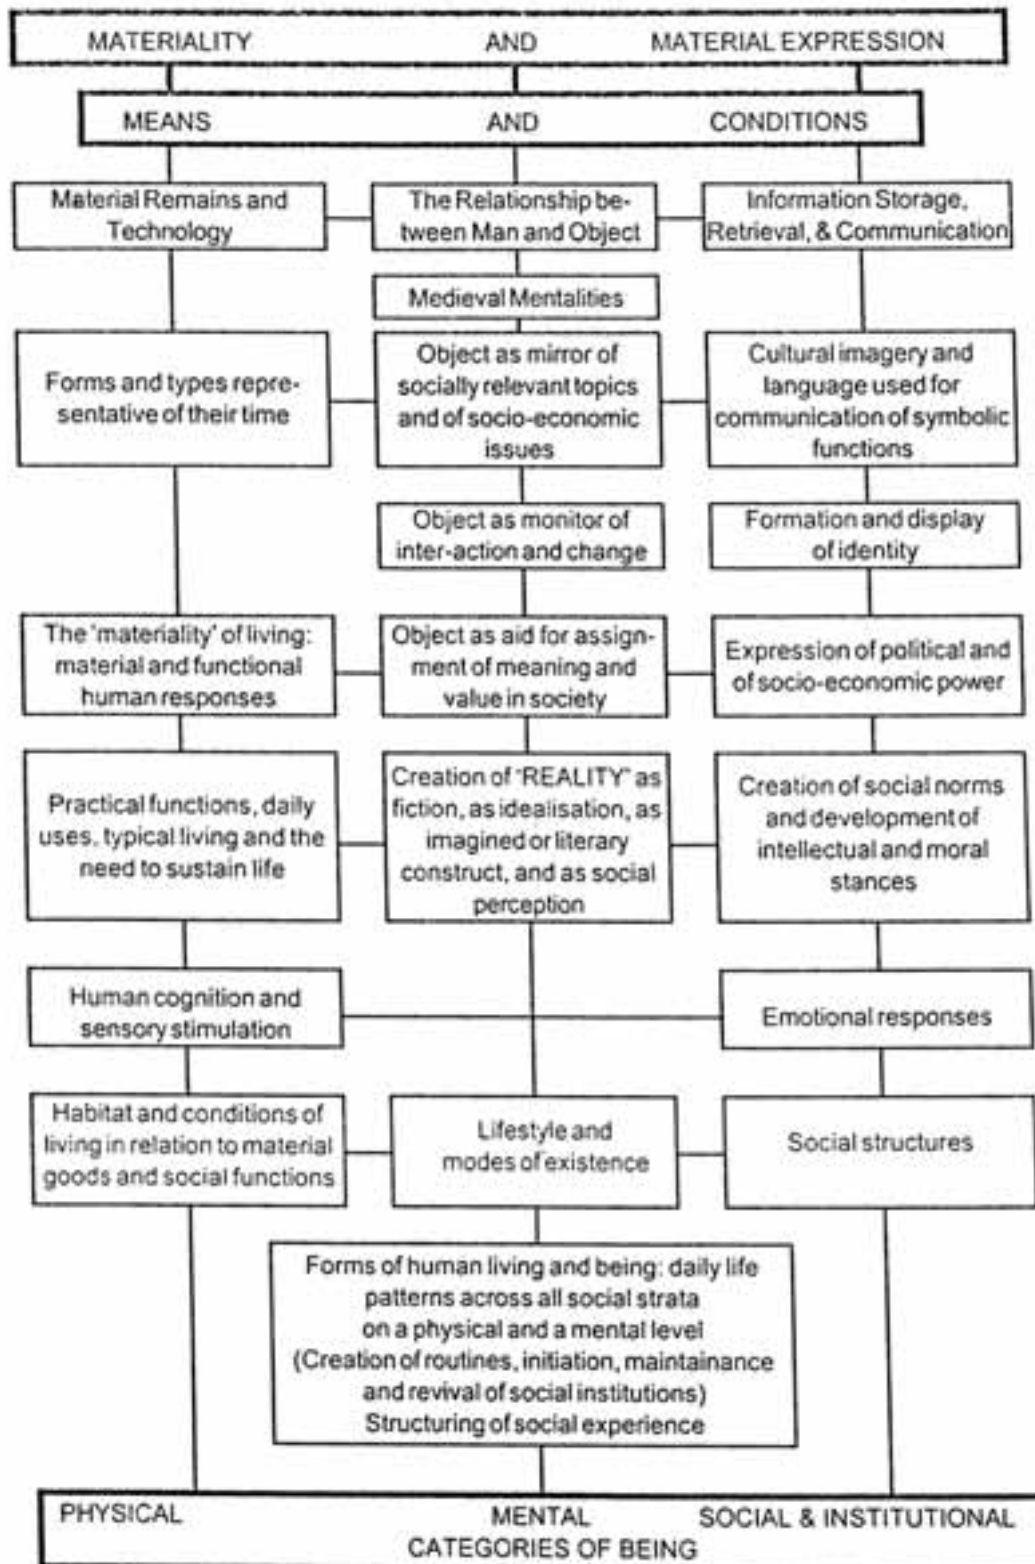 MATERIALITY AND MATERIAL EXPRESSION
MEANS AND CONDITIONS
Material Remains and
Technology
The Relationship be-
tween Man and Object
Information Storage,
Retrieval, & Communication
Medieval Mentalities
Forms and types repre-
sentative of their time
Object as mirror of
socially relevant topics
and of socio-economic
issues
Cultural imagery and
language used for
communication of symbolic
functions
Object as monitor of
inter-action and change
Formation and display
of identity
The 'materiality' of living:
material and functional
human responses
Object as aid for assign-
ment of meaning and
value in society
Expression of political and
of socio-economic power
Practical functions, daily
uses, typical living and the
need to sustain life
Creation of 'REALITY' as
fiction, as idealisation, as
imagined or literary
construct, and as social
perception
Creation of social norms
and development of
intellectual and moral
stances
Human cognition and
sensory stimulation
Emotional responses
Habitat and conditions of
living in relation to material
goods and social functions
Lifestyle and
modes of existence
Social structures
Forms of human living and being: daily life
patterns across all social strata
on a physical and a mental level
(Creation of routines, initiation, maintainance
and revival of social institutions)
Structuring of social experience
PHYSICAL MENTAL SOCIAL & INSTITUTIONAL
CATEGORIES OF BEING